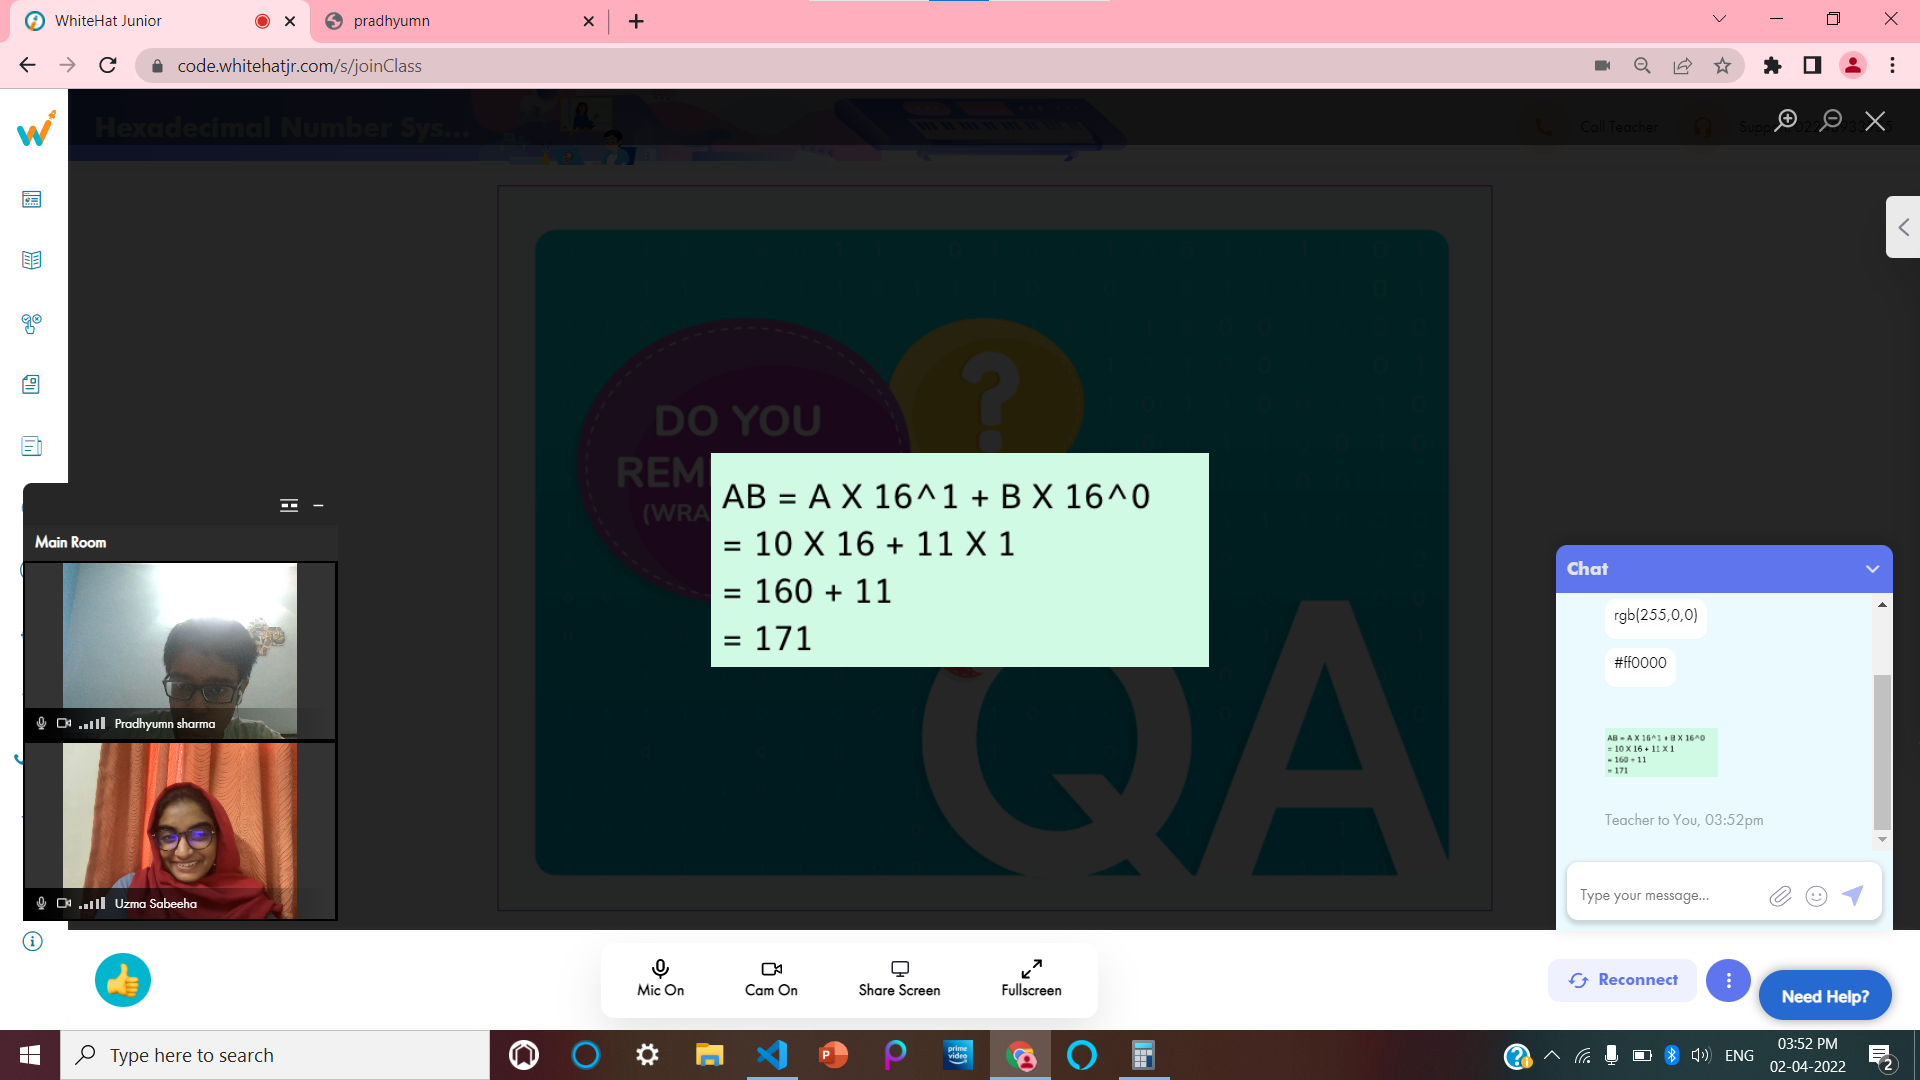 WhiteHat Junior
pradhyumn
code.whitehatjr.com/s/joinClass
Hexadecimal Number Sys...
Call Teacher
DO YOU
(WRA
AB = A X 16^1 + B X 16^0
= 10 X 16 + 11 X 1
= 160 + 11
= 171
QA
Main Room
Pradhyumn sharma
Uzma Sabeeha
Chat
rgb(255,0,0)
#ff0000
AB = A X 16^1 + B X 16^0
= 10 X 16 + 11 X 1
= 160 + 11
= 171
Teacher to You, 03:52pm
Type your message...
Mic On
Cam On
Share Screen
Fullscreen
Reconnect
Need Help?
Type here to search
prime video
ENG
03:52 PM
02-04-2022
2